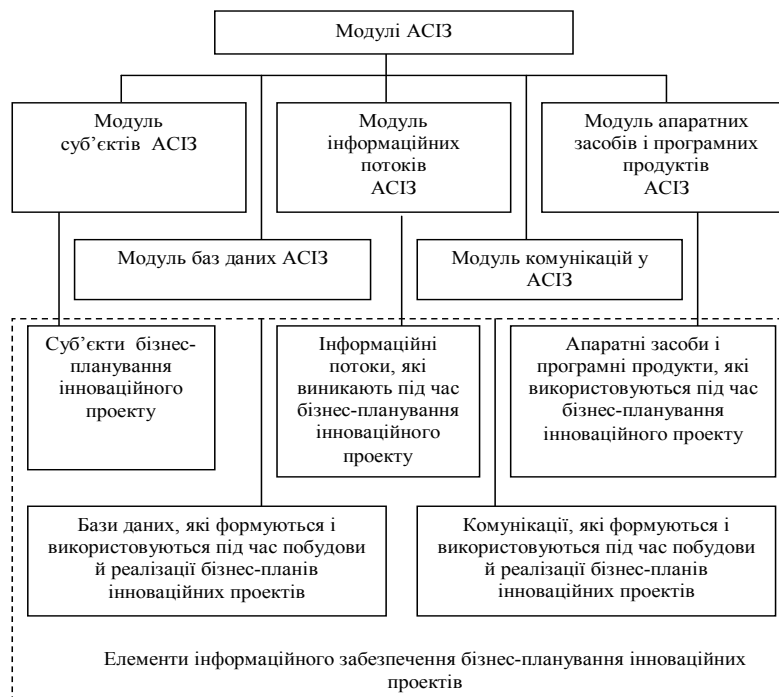 Модулі АСІЗ
Модуль
суб’єктів АСІЗ
Модуль
інформаційних
потоків
АСІЗ
Модуль апаратних
засобів і програмних
продуктів
АСІЗ
Модуль баз даних АСІЗ
Модуль комунікацій у
АСІЗ
Суб’єкти бізнес-
планування
інноваційного
проекту
Інформаційні
потоки, які
виникають під час
бізнес-планування
інноваційного
проекту
Апаратні засоби і
програмні продукти, які
використовуються під час
бізнес-планування
інноваційного проекту
Бази даних, які формуються і
використовуються під час побудови
й реалізації бізнес-планів
інноваційних проектів
Комунікації, які формуються і
використовуються під час побудови
й реалізації бізнес-планів
інноваційних проектів
Елементи інформаційного забезпечення бізнес-планування інноваційних
проектів